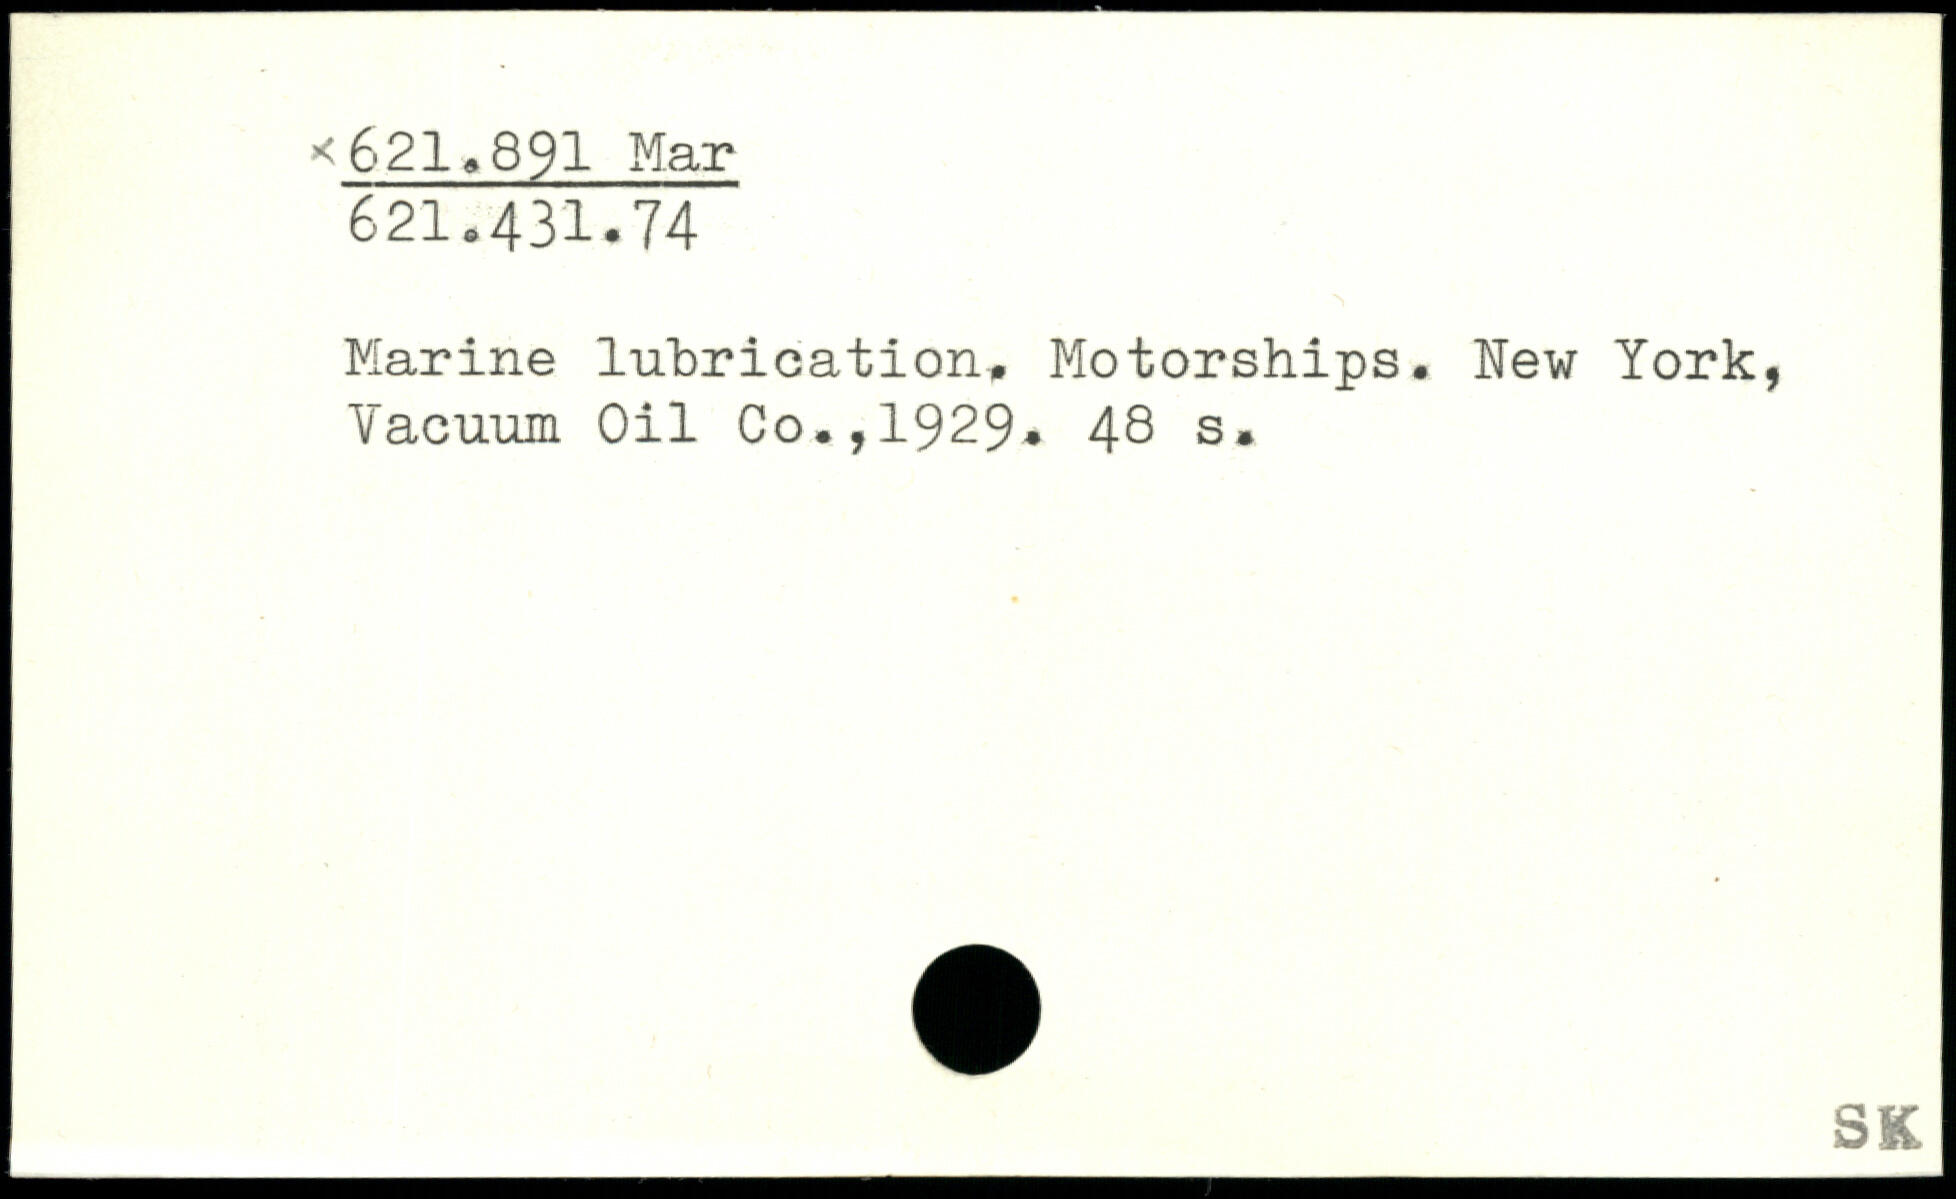 ×621.891 Mar
621.431.74
Marine lubrication. Motorships. New York,
Vacuum Oil Co.,1929. 48 s.
SK